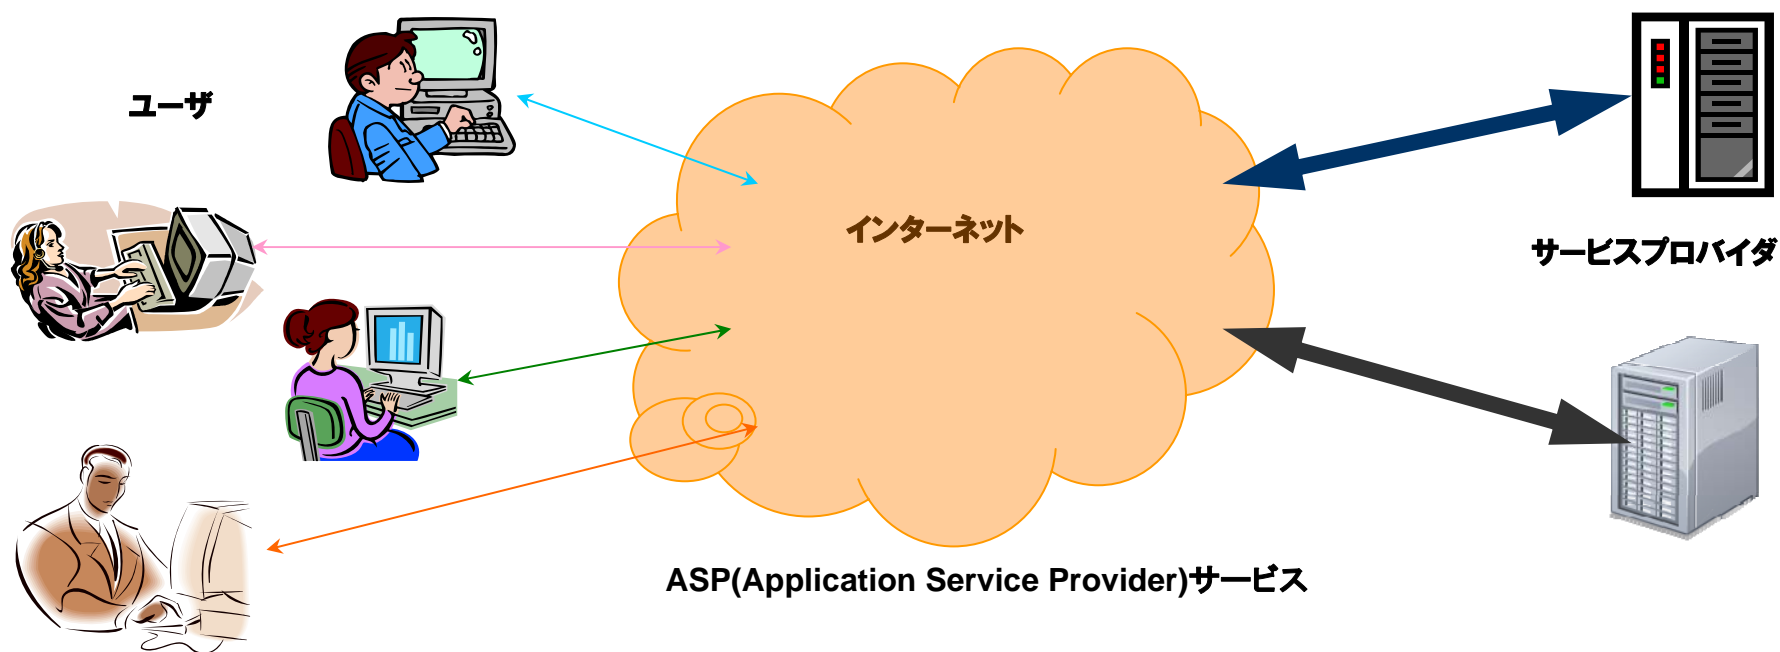 ユーザ
インターネット
サービスプロバイダ
ASP(Application Service Provider)サービス